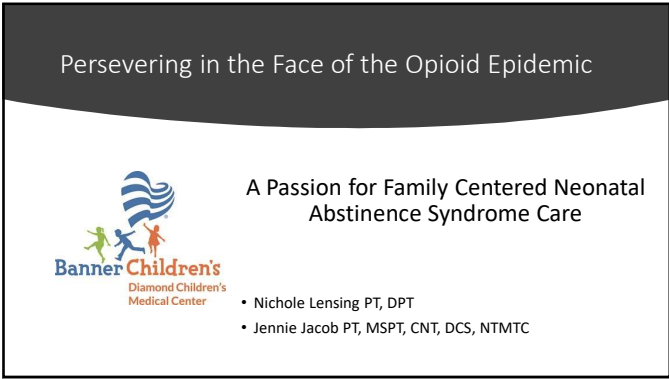 Persevering in the Face of the Opioid Epidemic
A Passion for Family Centered Neonatal
Abstinence Syndrome Care
Banner Children's
Diamond Children's
Medical Center
• Nichole Lensing PT, DPT
• Jennie Jacob PT, MSPT, CNT, DCS, NTMTC